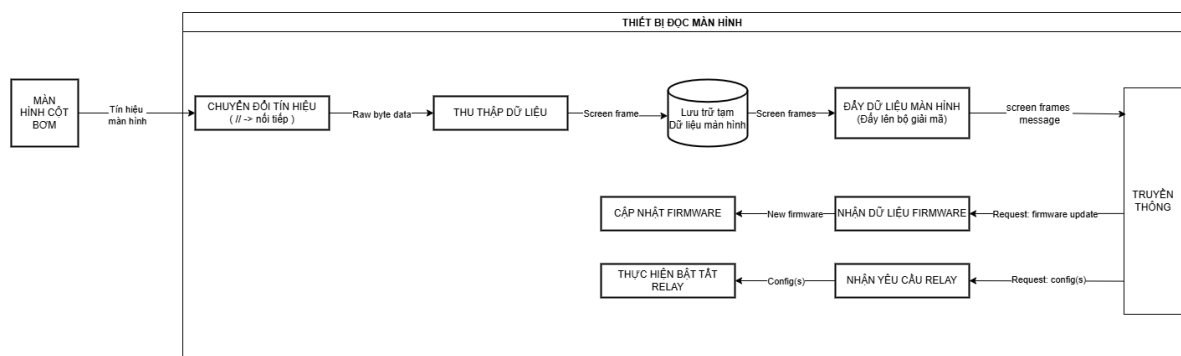 THIẾT BỊ ĐỌC MÀN HÌNH
MÀN
HÌNH CỘT
BƠM
Tín hiệu
màn hình
CHUYỂN ĐỔI TÍN HIỆU
( // -> nối tiếp )
Raw byte data
THU THẬP DỮ LIỆU
Screen frame
Lưu trữ tạm
Dữ liệu màn hình
Screen frames
ĐẨY DỮ LIỆU MÀN HÌNH
(Đẩy lên bộ giải mã)
screen frames
message
TRUYỀN
THÔNG
CẬP NHẬT FIRMWARE
New firmware
NHẬN DỮ LIỆU FIRMWARE
Request: firmware update
THỰC HIỆN BẬT TẮT
RELAY
Config(s)
NHẬN YÊU CẦU RELAY
Request: config(s)